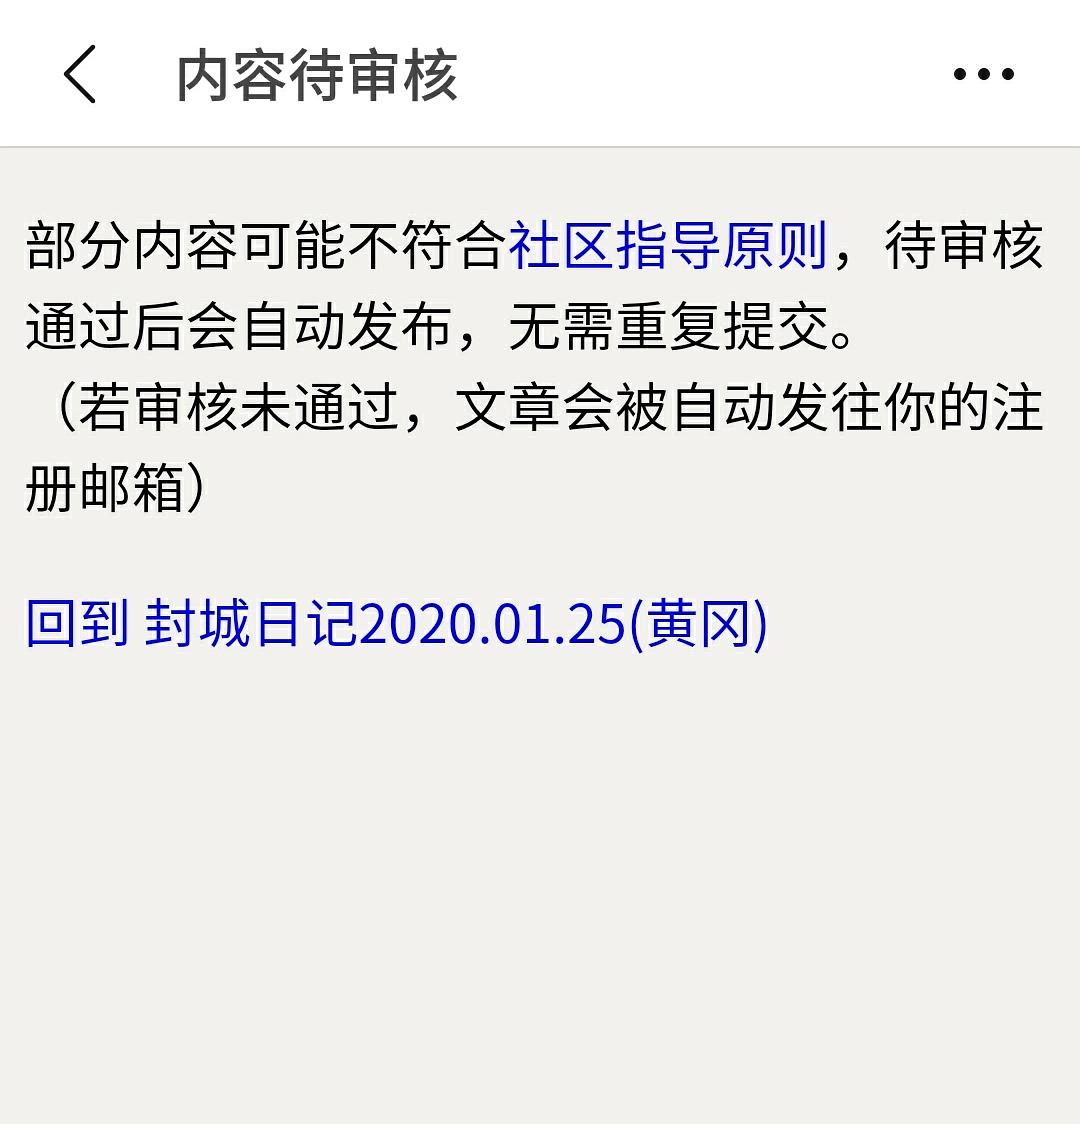 内容待审核
部分内容可能不符合社区指导原则，待审核
通过后会自动发布，无需重复提交。
（若审核未通过，文章会被自动发往你的注
册邮箱）
回到 封城日记2020.01.25(黄冈)